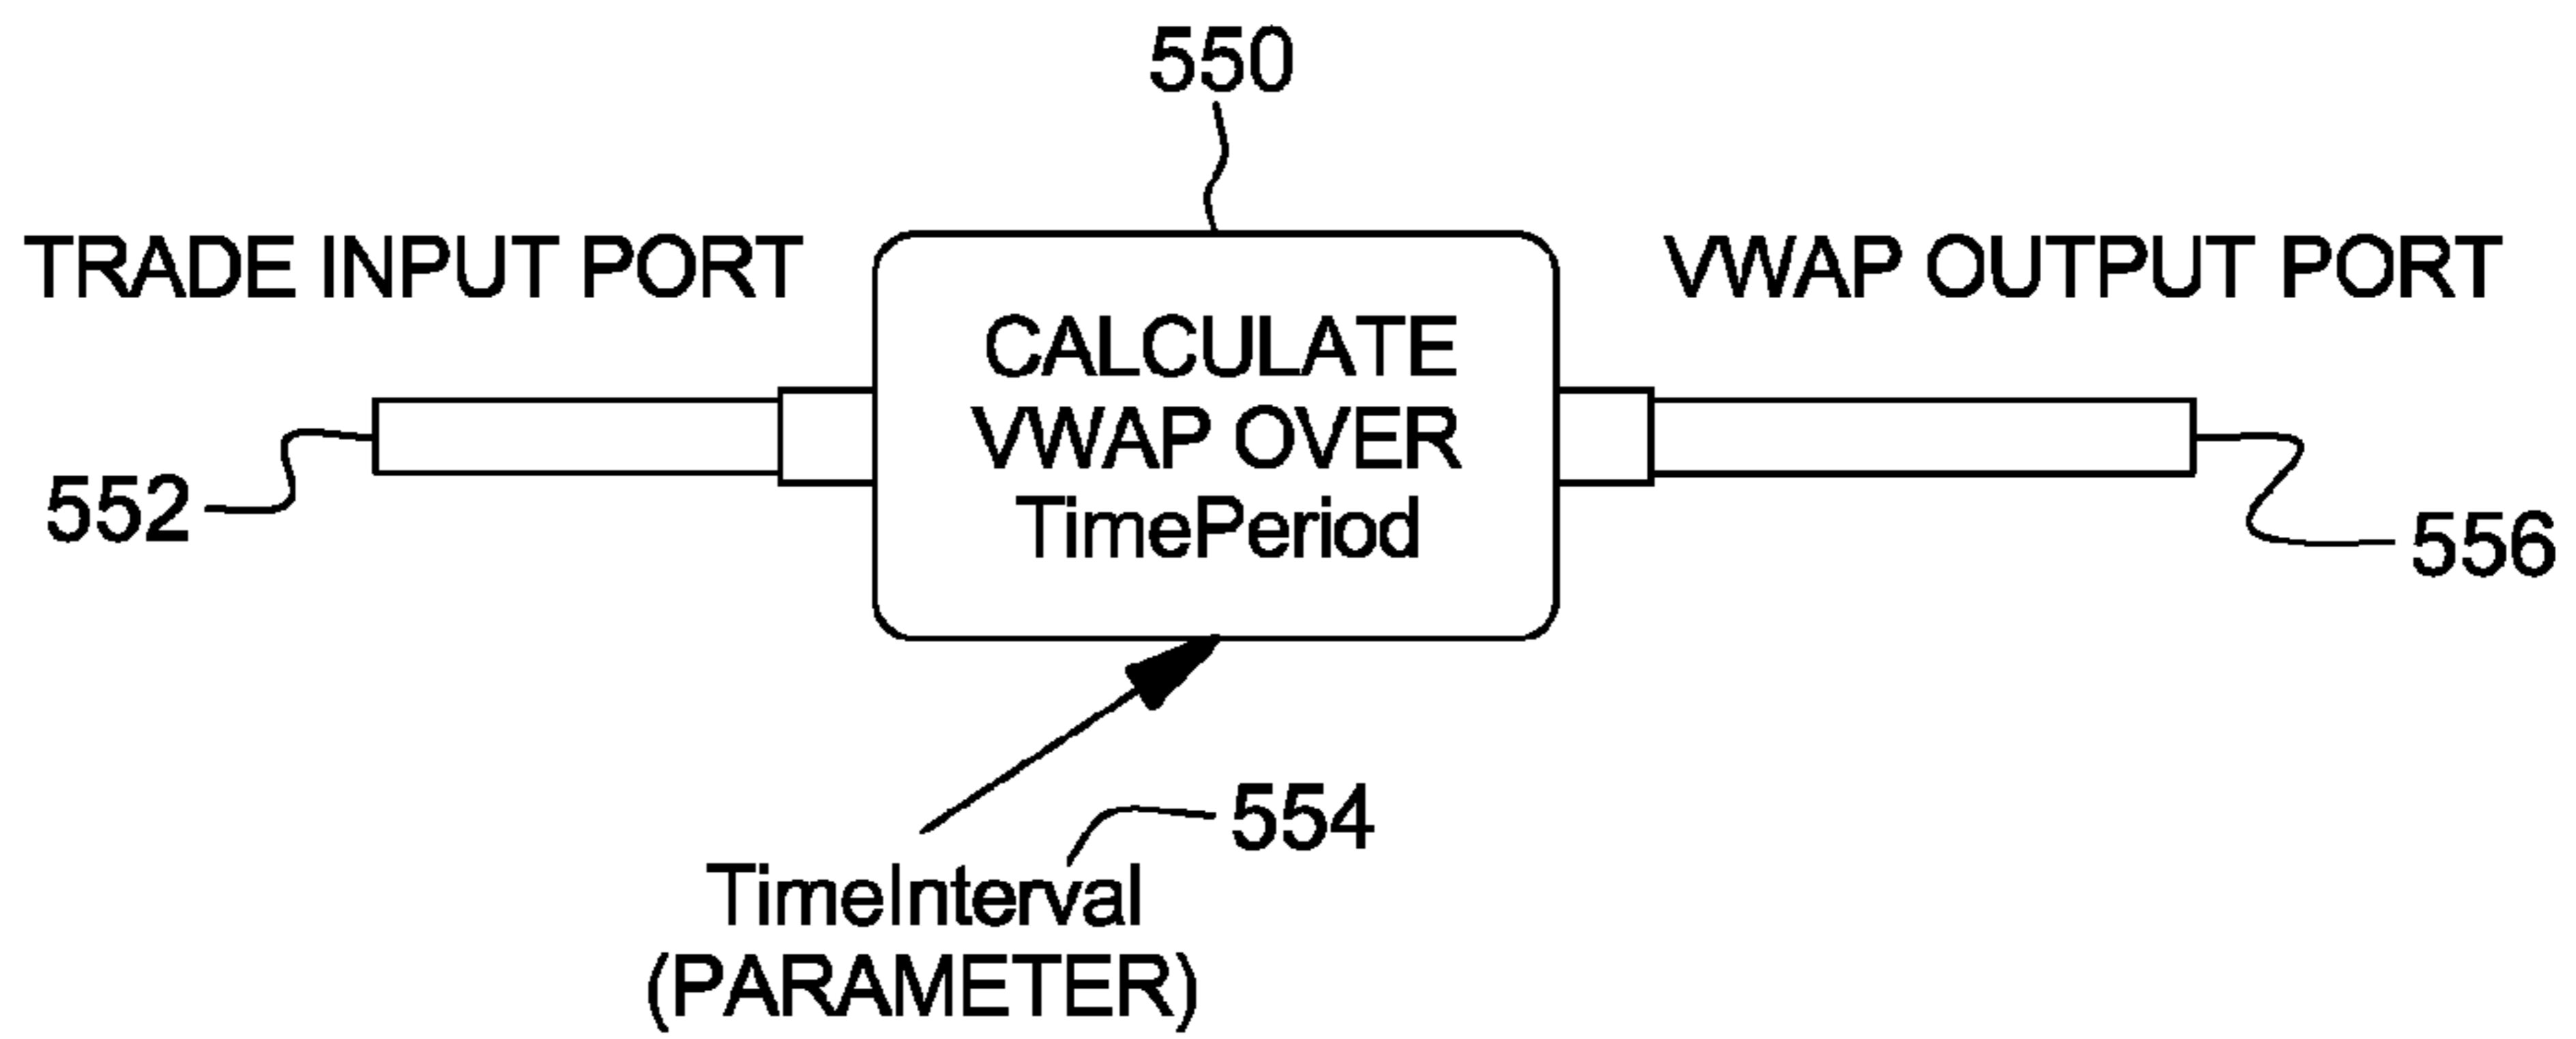 550
TRADE INPUT PORT
VWAP OUTPUT PORT
CALCULATE
VWAP OVER
TimePeriod
552
556
554
TimeInterval
(PARAMETER)